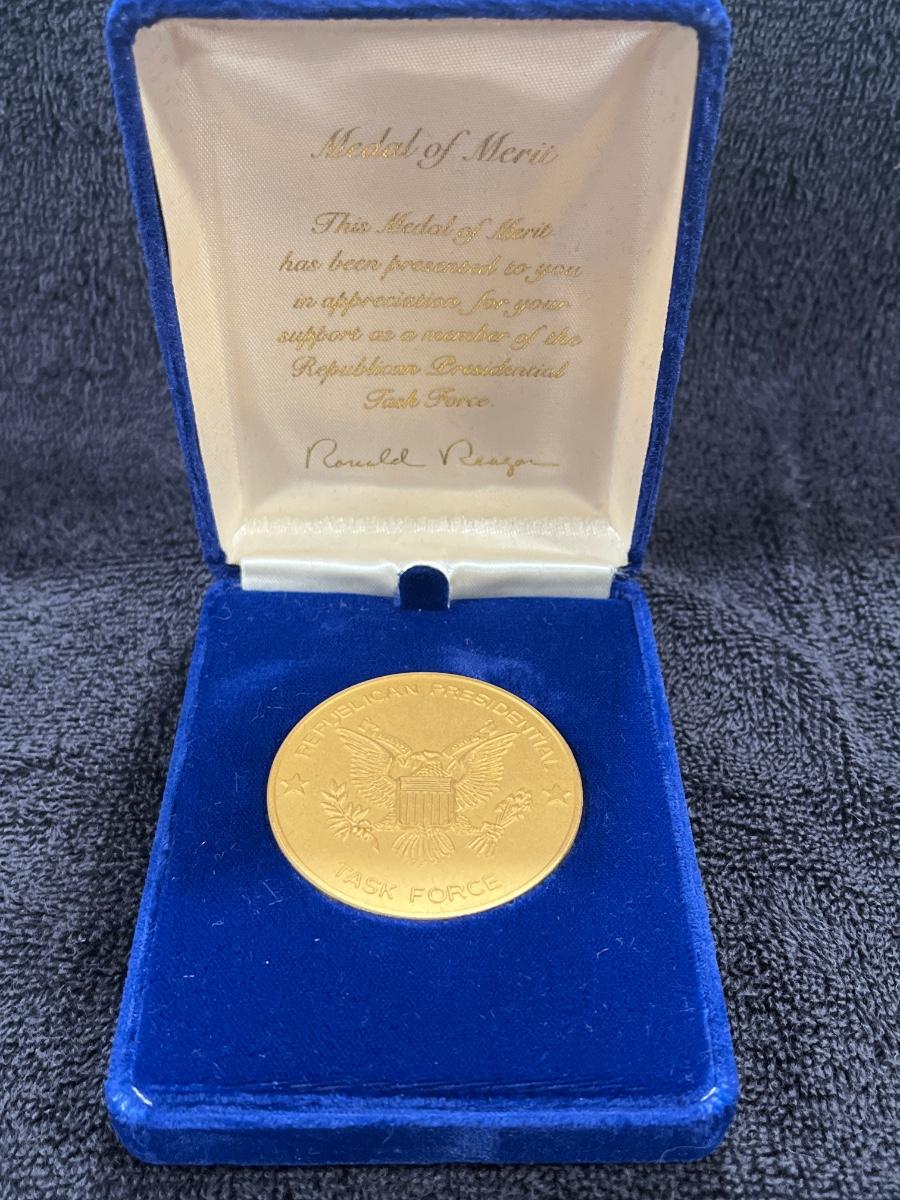 Medal of Merit
This Medal of Merit
has been presented to you
in appreciation for your
support as a member of the
Republican Presidential
Task Force.
Ronald Reagan
REPUBLICAN PRESIDENTIAL
TASK FORCE